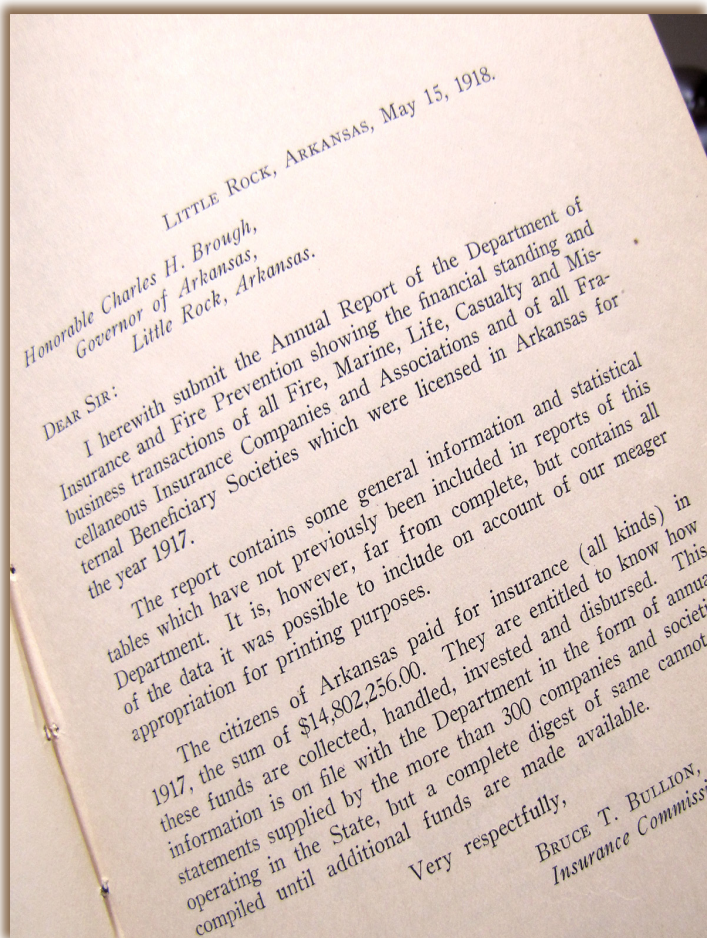 LITTLE ROCK, ARKANSAS, May 15, 1918.
Honorable Charles H. Brough,
Governor of Arkansas,
Little Rock, Arkansas.
DEAR SIR:
I herewith submit the Annual Report of the Department of
Insurance and Fire Prevention showing the financial standing and
business transactions of all Fire, Marine, Life, Casualty and Mis-
cellaneous Insurance Companies and Associations and of all Fra-
ternal Beneficiary Societies which were licensed in Arkansas for
the year 1917.
The report contains some general information and statistical
tables which have not previously been included in reports of this
Department. It is, however, far from complete, but contains all
of the data it was possible to include on account of our meager
appropriation for printing purposes.
The citizens of Arkansas paid for insurance (all kinds) in
1917, the sum of $14,802,256.00. They are entitled to know how
these funds are collected, handled, invested and disbursed. This
information is on file with the Department in the form of annua
statements supplied by the more than 300 companies and societi
operating in the State, but a complete digest of same cannot
compiled until additional funds are made available.
Very respectfully,
BRUCE T. BULLION,
Insurance Commissi